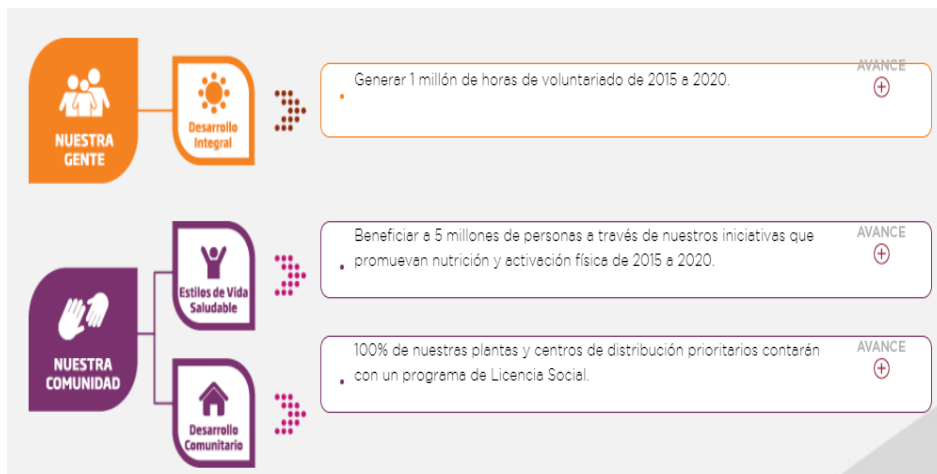 NUESTRA
GENTE
Desarrollo
Integral
Generar 1 millón de horas de voluntariado de 2015 a 2020.
AVANCE
NUESTRA
COMUNIDAD
Estilos de Vida
Saludable
Beneficiar a 5 millones de personas a través de nuestros iniciativas que
promuevan nutrición y activación física de 2015 a 2020.
AVANCE
Desarrollo
Comunitario
100% de nuestras plantas y centros de distribución prioritarios contarán
con un programa de Licencia Social.
AVANCE